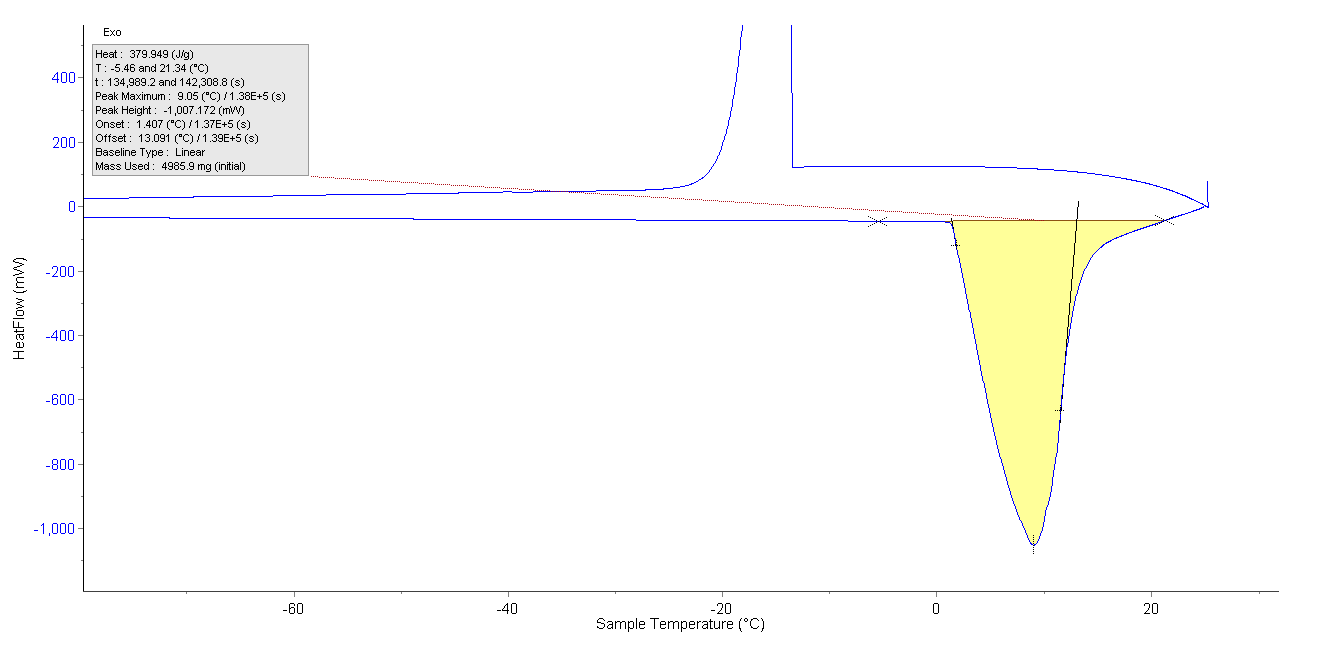 Exo
Heat : 379.949 (J/g)
T : -5.46 and 21.34 (°C)
t : 134,989.2 and 142,308.8 (s)
Peak Maximum : 9.05 (°C) / 1.38E+5 (s)
Peak Height : -1,007.172 (mW)
Onset : 1.407 (°C) / 1.37E+5 (s)
Offset : 13.091 (°C) / 1.39E+5 (s)
Baseline Type : Linear
Mass Used : 4985.9 mg (initial)
400
200
0
-200
-400
-600
-800
-1,000
HeatFlow (mW)
-60
-40
-20
0
20
Sample Temperature (°C)